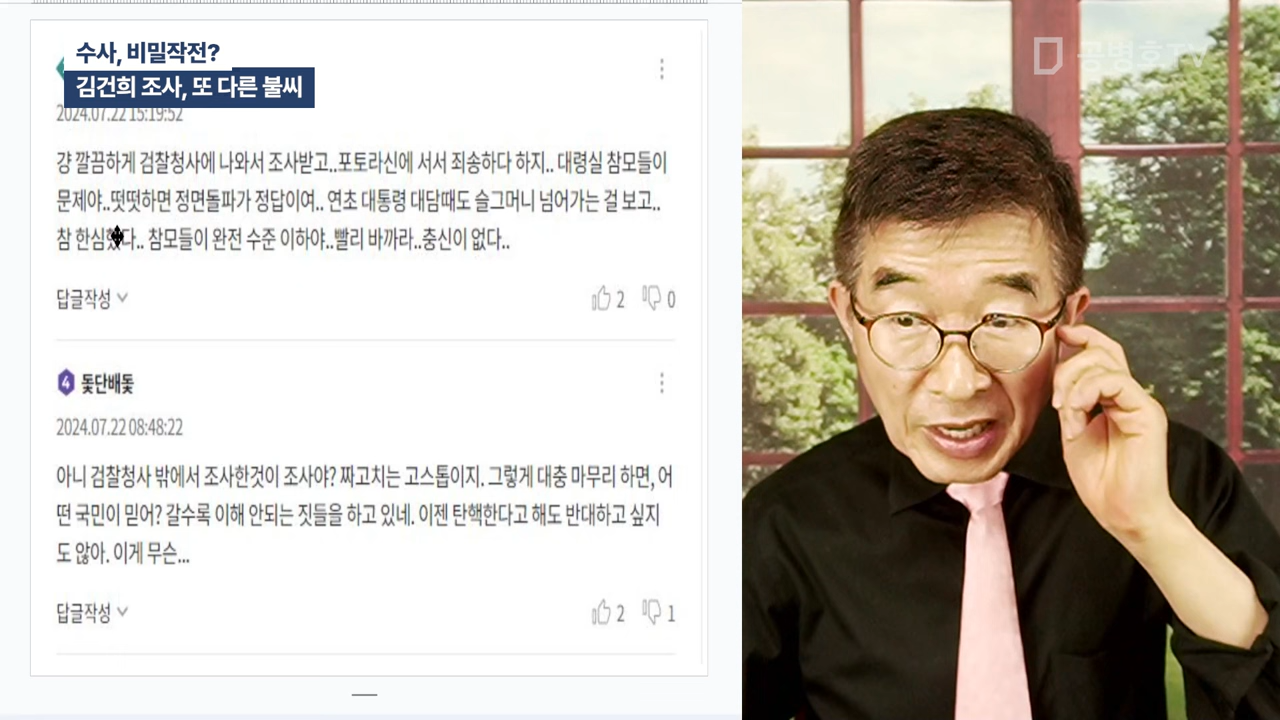 수사, 비밀작전?
김건희 조사, 또 다른 불씨
2024.07.22 15:19:52
걍 깔끔하게 검찰청사에 나와서 조사받고..포토라신에 서서 죄송하다 하지.. 대령실 참모들이
문제야..떳떳하면 정면돌파가 정답이여.. 연초 대통령 대담때도 슬그머니 넘어가는 걸 보고..
참 한심했다.. 참모들이 완전 수준 이하야..빨리 바까라..충신이 없다..
답글작성
2
0
4 돛단배돛
2024.07.22 08:48:22
아니 검찰청사 밖에서 조사한것이 조사야? 짜고치는 고스톱이지. 그렇게 대충 마무리 하면, 어
떤 국민이 믿어? 갈수록 이해 안되는 짓들을 하고 있네. 이젠 탄핵한다고 해도 반대하고 싶지
도 않아. 이게 무슨...
답글작성
2
1
공병호TV